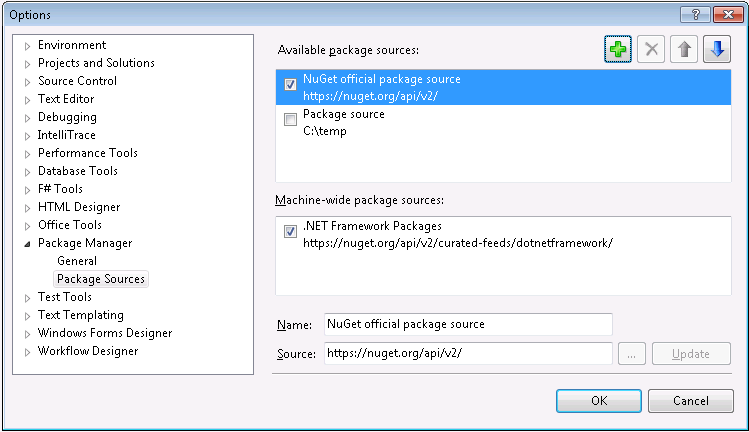 Options
Environment
Projects and Solutions
Source Control
Text Editor
Debugging
IntelliTrace
Performance Tools
Database Tools
F# Tools
HTML Designer
Office Tools
Package Manager
General
Package Sources
Test Tools
Text Templating
Windows Forms Designer
Workflow Designer
Available package sources:
NuGet official package source
https://nuget.org/api/v2/
Package source
C:\temp
Machine-wide package sources:
.NET Framework Packages
https://nuget.org/api/v2/curated-feeds/dotnetframework/
Name: NuGet official package source
Source: https://nuget.org/api/v2/ ... Update
OK Cancel